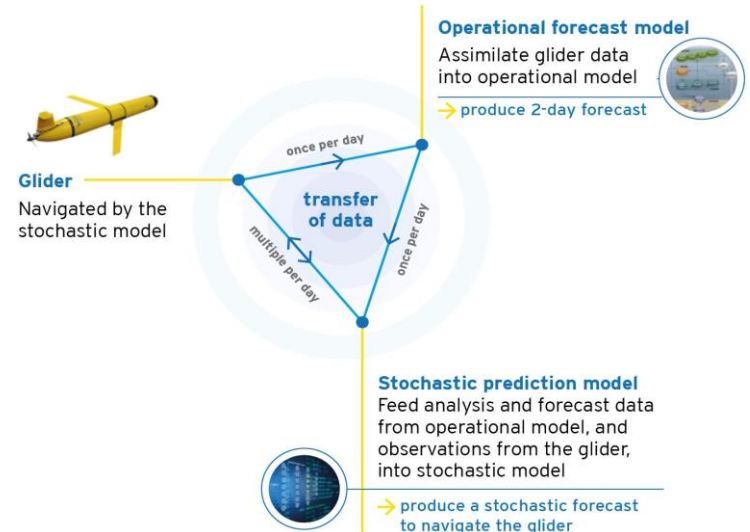 Operational forecast model
Assimilate glider data
into operational model
→ produce 2-day forecast
once per day
Glider
Navigated by the
stochastic model
transfer
of data
once per day
multiple per day
Stochastic prediction model
Feed analysis and forecast data
from operational model, and
observations from the glider,
into stochastic model
→ produce a stochastic forecast
to navigate the glider